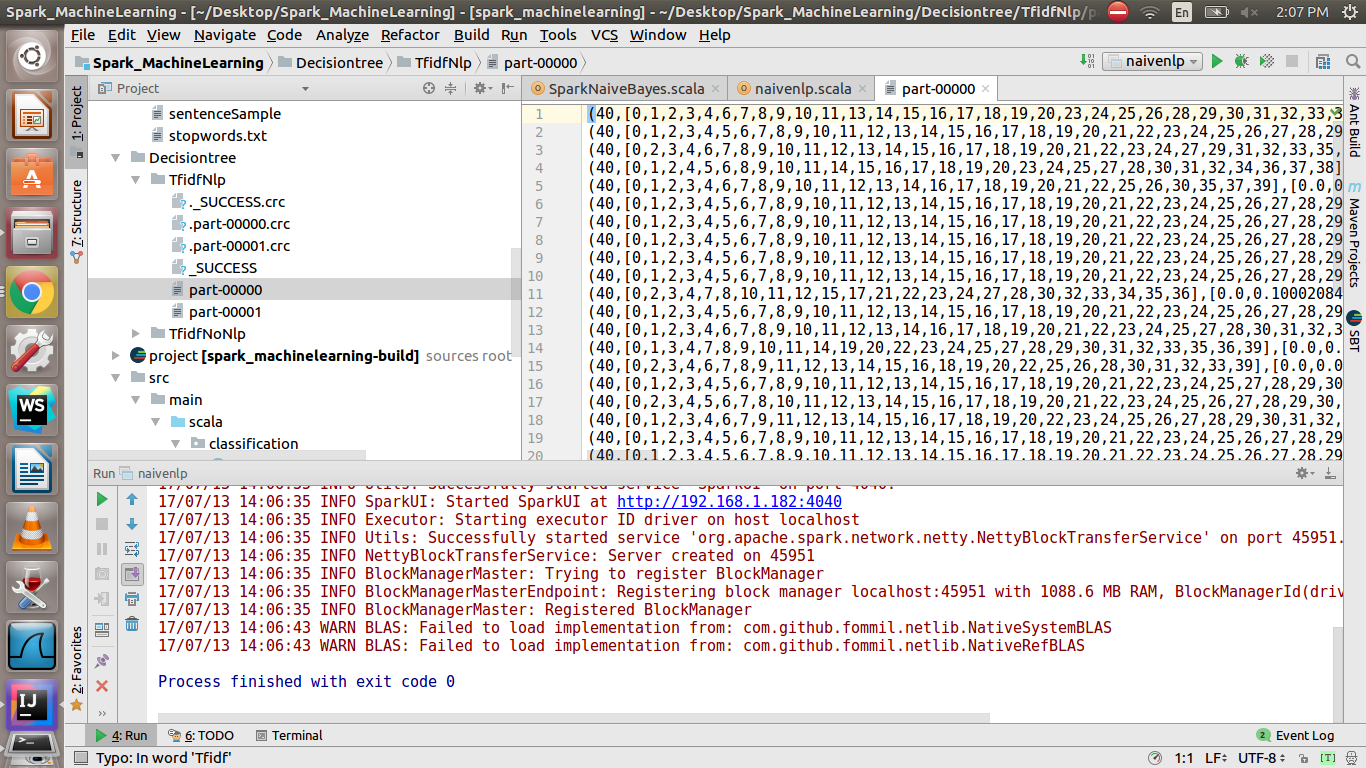 Spark_MachineLearning - [~/Desktop/Spark_MachineLearning] - [spark_machinelearning] - ~/Desktop/Spark_MachineLearning/Decisiontree/TfidfNlp/p
En
2:07 PM
File Edit View Navigate Code Analyze Refactor Build Run Tools VCS Window Help
Spark_MachineLearning Decisiontree TfidfNlp part-00000
naivenlp
Project
SparkNaiveBayes.scala naivenlp.scala part-00000
1: Project
7: Structure
2: Favorites
sentenceSample
stopwords.txt
Decisiontree
TfidfNlp
._SUCCESS.crc
.part-00000.crc
.part-00001.crc
_SUCCESS
part-00000
part-00001
TfidfNoNlp
project [spark_machinelearning-build] sources root
src
main
scala
classification
1 (40,[0,1,2,3,4,6,7,8,9,10,11,13,14,15,16,17,18,19,20,23,24,25,26,28,29,30,31,32,33,3
2 (40,[0,1,2,3,4,5,6,7,8,9,10,11,12,13,14,15,16,17,18,19,20,21,22,23,24,25,26,27,28,29
3 (40,[0,2,3,4,6,7,8,9,10,11,12,13,14,15,16,17,18,19,20,21,22,23,24,27,29,31,32,33,35,
4 (40,[0,1,2,4,5,6,8,9,10,11,14,15,16,17,18,19,20,23,24,25,27,28,30,31,32,34,36,37,38]
5 (40,[0,1,2,3,4,6,7,8,9,10,11,12,13,14,16,17,18,19,20,21,22,25,26,30,35,37,39],[0.0,0
6 (40,[0,1,2,3,4,5,6,7,8,9,10,11,12,13,14,15,16,17,18,19,20,21,22,23,24,25,26,27,28,29
7 (40,[0,1,2,3,4,5,6,7,8,9,10,11,12,13,14,15,16,17,18,19,20,21,22,23,24,25,26,27,28,29
8 (40,[0,1,2,3,4,5,6,7,8,9,10,11,12,13,14,15,16,17,18,19,20,21,22,23,24,25,26,27,28,29
9 (40,[0,1,2,3,4,5,6,7,8,9,10,11,12,13,14,15,16,17,18,19,20,21,22,23,24,25,26,27,28,29
10 (40,[0,1,2,3,4,5,6,7,8,9,10,11,12,13,14,15,16,17,18,19,20,21,22,23,24,25,26,27,28,29
11 (40,[0,2,3,4,7,8,10,11,12,15,17,21,22,23,24,27,28,30,32,33,34,35,36],[0.0,0.10002084
12 (40,[0,1,2,3,4,5,6,7,8,9,10,11,12,13,14,15,16,17,18,19,20,21,22,24,25,26,27,28,29
13 (40,[0,1,2,3,4,6,7,8,9,10,11,12,13,14,16,17,18,19,20,21,22,23,24,25,27,28,30,31,32,3
14 (40,[0,1,3,4,7,8,9,10,11,14,19,20,22,23,24,25,27,28,29,30,31,32,33,35,36,39],[0.0,0.
15 (40,[0,2,3,4,6,7,8,9,11,12,13,14,15,16,18,19,20,22,25,26,28,30,31,32,33,39],[0.0,0.0
16 (40,[0,1,2,3,4,5,6,7,8,9,10,11,12,13,14,15,16,17,18,19,20,21,22,23,25,27,28,29,30
17 (40,[0,1,2,3,4,5,6,7,8,10,11,12,13,14,15,16,17,18,19,20,21,22,23,24,25,26,27,28,29,30,
18 (40,[0,1,2,3,4,6,7,9,11,12,13,14,15,16,17,18,19,20,22,23,24,25,26,27,28,29,30,31,32,
19 (40,[0,1,2,3,4,5,6,7,8,9,10,11,12,13,14,15,16,17,18,19,20,21,22,23,24,25,26,27,28,29
20
Ant Build
Maven Projects
SBT
Run naivenlp
17/07/13 14:06:35 INFO Utils: Successfully started service 'SparkUI' on port 4040.
17/07/13 14:06:35 INFO SparkUI: Started SparkUI at http://192.168.1.182:4040
17/07/13 14:06:35 INFO Executor: Starting executor ID driver on host localhost
17/07/13 14:06:35 INFO Utils: Successfully started service 'org.apache.spark.network.netty.NettyBlockTransferService' on port 45951.
17/07/13 14:06:35 INFO NettyBlockTransferService: Server created on 45951
17/07/13 14:06:35 INFO BlockManagerMaster: Trying to register BlockManager
17/07/13 14:06:35 INFO BlockManagerMasterEndpoint: Registering block manager localhost:45951 with 1088.6 MB RAM, BlockManagerId(driv
17/07/13 14:06:35 INFO BlockManagerMaster: Registered BlockManager
17/07/13 14:06:43 WARN BLAS: Failed to load implementation from: com.github.fommil.netlib.NativeSystemBLAS
17/07/13 14:06:43 WARN BLAS: Failed to load implementation from: com.github.fommil.netlib.NativeRefBLAS
Process finished with exit code 0
4: Run 6: TODO Terminal 2 Event Log
Typo: In word 'Tfidf' 1:1 LF UTF-8 [T]